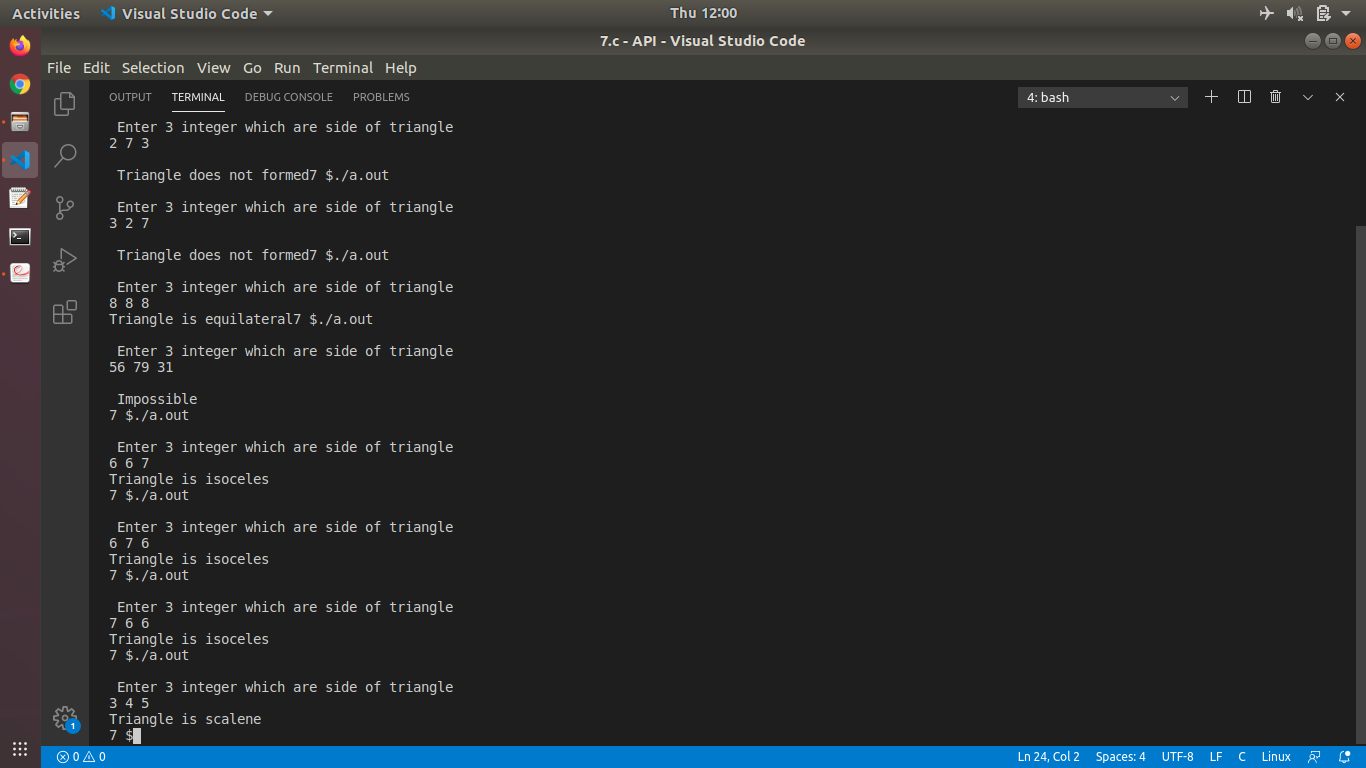 Activities Visual Studio Code Thu 12:00
7.c - API - Visual Studio Code
File Edit Selection View Go Run Terminal Help
OUTPUT TERMINAL DEBUG CONSOLE PROBLEMS 4: bash
Enter 3 integer which are side of triangle
2 7 3
Triangle does not formed7 $./a.out
Enter 3 integer which are side of triangle
3 2 7
Triangle does not formed7 $./a.out
Enter 3 integer which are side of triangle
8 8 8
Triangle is equilateral7 $./a.out
Enter 3 integer which are side of triangle
56 79 31
Impossible
7 $./a.out
Enter 3 integer which are side of triangle
6 6 7
Triangle is isoceles
7 $./a.out
Enter 3 integer which are side of triangle
6 7 6
Triangle is isoceles
7 $./a.out
Enter 3 integer which are side of triangle
7 6 6
Triangle is isoceles
7 $./a.out
Enter 3 integer which are side of triangle
3 4 5
Triangle is scalene
7 $
1
0 0 Ln 24, Col 2 Spaces: 4 UTF-8 LF C Linux